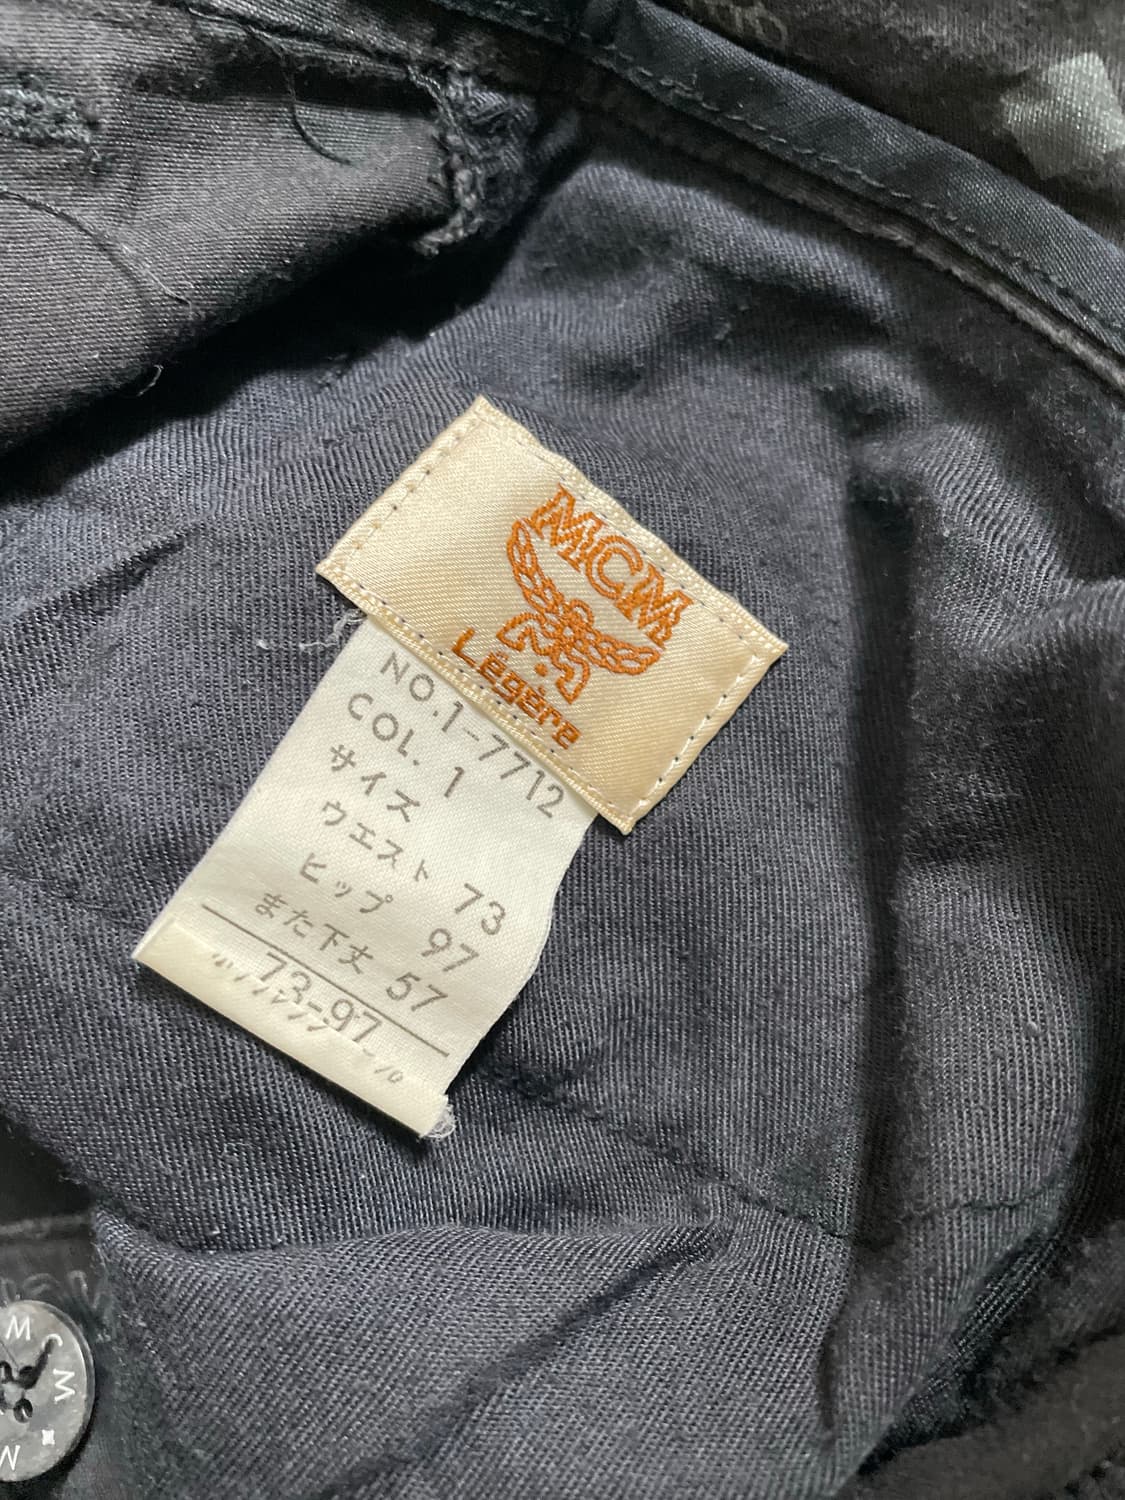 MCM
Légère
NO.1-7712
COL. 1
サイズ
ウエスト 73
ヒップ 97
また下丈 57
73-97